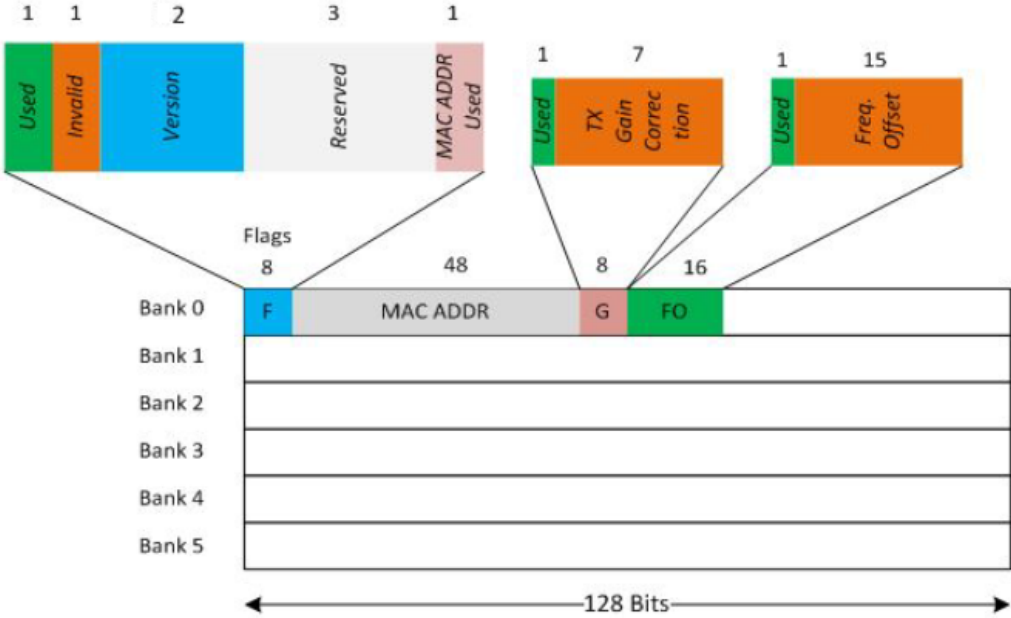 1 1 2 3 1
Used
Invalid
Version
Reserved
MAC ADDR
Used
1 7
Used
TX
Gain
Correc
tion
1 15
Used
Freq.
Offset
Flags
8 48 8 16
Bank 0 F MAC ADDR G FO
Bank 1
Bank 2
Bank 3
Bank 4
Bank 5
128 Bits